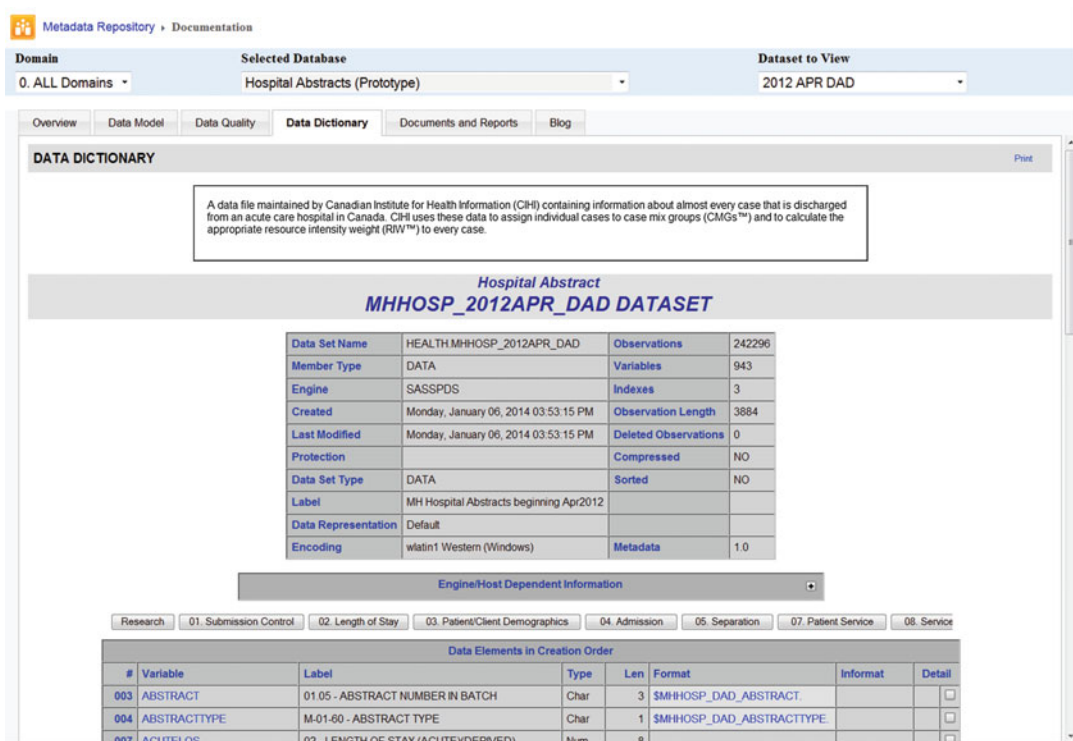 Metadata Repository › Documentation
Domain Selected Database Dataset to View
0. ALL Domains Hospital Abstracts (Prototype) 2012 APR DAD
Overview Data Model Data Quality Data Dictionary Documents and Reports Blog
DATA DICTIONARY Print
A data file maintained by Canadian Institute for Health Information (CIHI) containing information about almost every case that is discharged
from an acute care hospital in Canada. CIHI uses these data to assign individual cases to case mix groups (CMGs™) and to calculate the
appropriate resource intensity weight (RIW™) to every case.
Hospital Abstract
MHHOSP_2012APR_DAD DATASET
Data Set Name HEALTH.MHHOSP_2012APR_DAD Observations 242296
Member Type DATA Variables 943
Engine SASSPDS Indexes 3
Created Monday, January 06, 2014 03:53:15 PM Observation Length 3884
Last Modified Monday, January 06, 2014 03:53:15 PM Deleted Observations 0
Protection Compressed NO
Data Set Type DATA Sorted NO
Label MH Hospital Abstracts beginning Apr2012
Data Representation Default
Encoding wlatin1 Western (Windows) Metadata 1.0
Engine/Host Dependent Information
Research 01. Submission Control 02. Length of Stay 03. Patient/Client Demographics 04. Admission 05. Separation 07. Patient Service 08. Service
Data Elements in Creation Order
# Variable Label Type Len Format Informat Detail
003 ABSTRACT 01.05 - ABSTRACT NUMBER IN BATCH Char 3 $MHHOSP_DAD_ABSTRACT.
004 ABSTRACTTYPE M-01-60 - ABSTRACT TYPE Char 1 $MHHOSP_DAD_ABSTRACTTYPE.
007 ACUTELOS 02 - LENGTH OF STAY (ACUTE)(DERIVED) Num 8